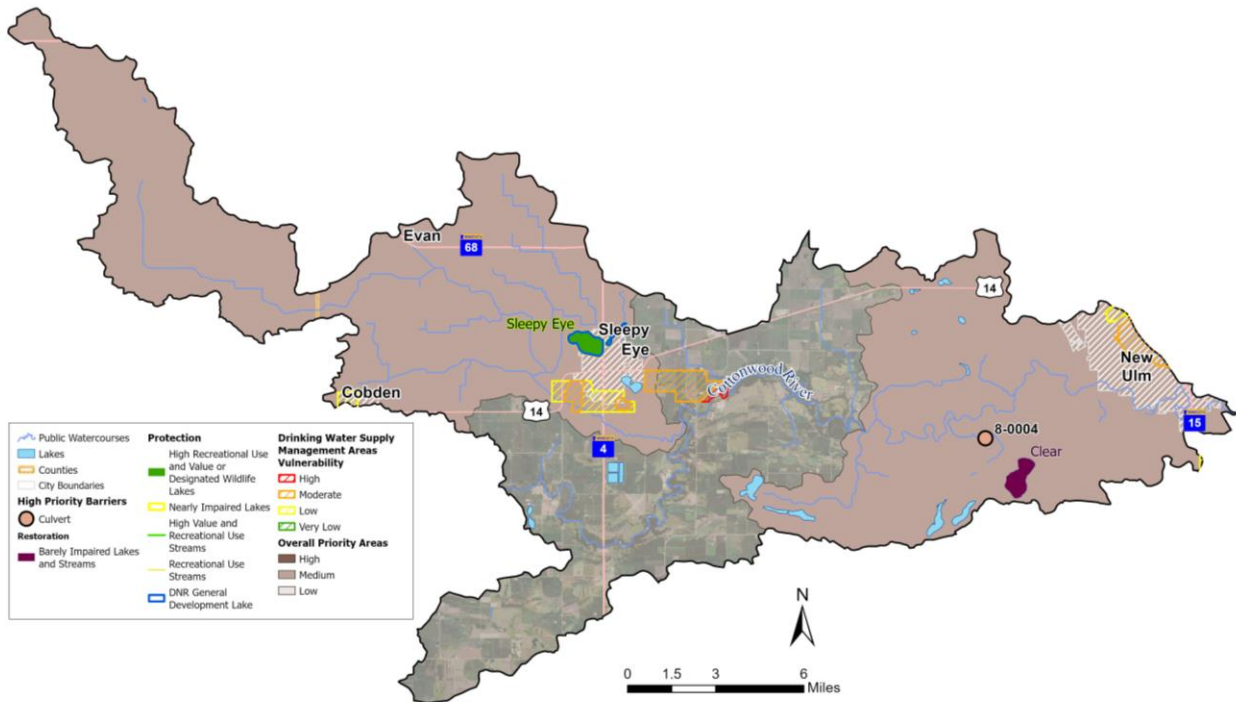 Evan
68
14
Sleepy Eye
Sleepy
Eye
New
Ulm
Cottonwood River
Cobden
14
15
4
8-0004
Clear
Public Watercourses
Lakes
Counties
City Boundaries
High Priority Barriers
Culvert
Restoration
Barely Impaired Lakes
and Streams
Protection
High Recreational Use
and Value or
Designated Wildlife
Lakes
Nearly Impaired Lakes
High Value and
Recreational Use
Streams
Recreational Use
Streams
DNR General
Development Lake
Drinking Water Supply
Management Areas
Vulnerability
High
Moderate
Low
Very Low
Overall Priority Areas
High
Medium
Low
N
0 1.5 3 6
Miles